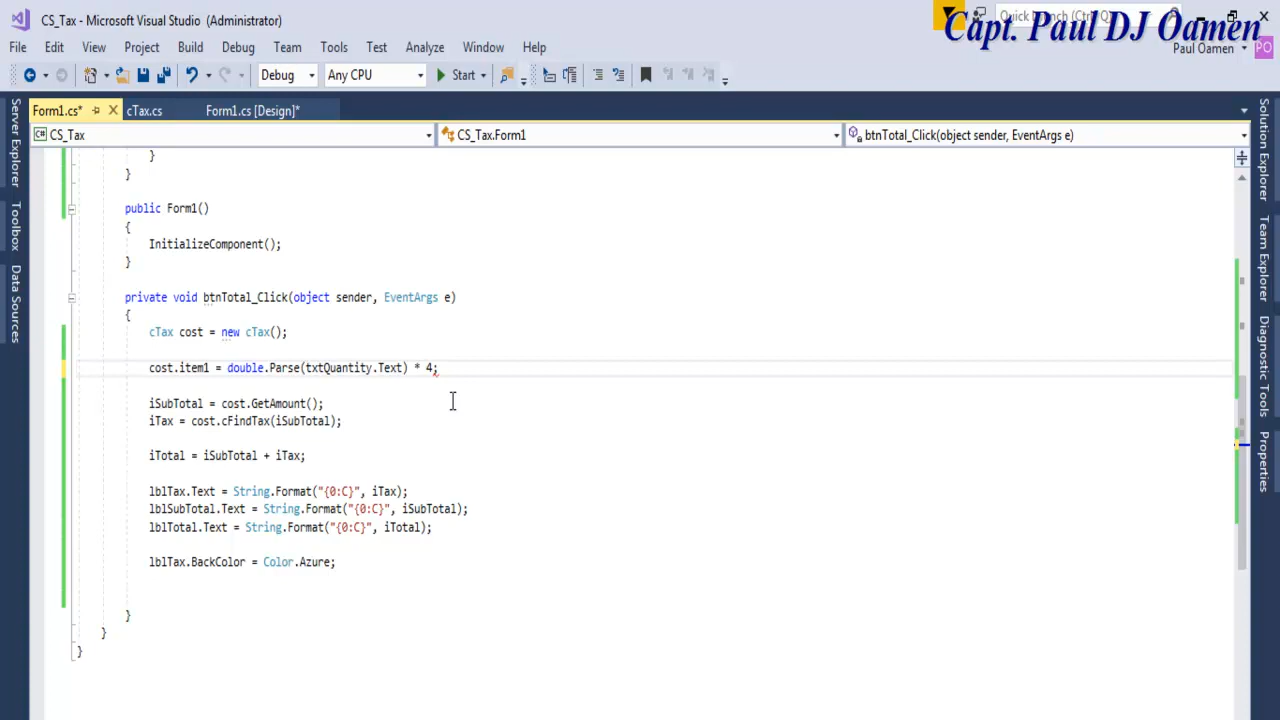 CS_Tax - Microsoft Visual Studio (Administrator)
Quick Launch (Ctrl+Q)
Capt. Paul DJ Oamen
File Edit View Project Build Debug Team Tools Test Analyze Window Help
Paul Oamen PO
Debug Any CPU Start
Form1.cs* cTax.cs Form1.cs [Design]*
CS_Tax CS_Tax.Form1 btnTotal_Click(object sender, EventArgs e)
Server Explorer
Toolbox
Data Sources
}
}
public Form1()
{
InitializeComponent();
}
private void btnTotal_Click(object sender, EventArgs e)
{
cTax cost = new cTax();
cost.item1 = double.Parse(txtQuantity.Text) * 4;
iSubTotal = cost.GetAmount();
iTax = cost.cFindTax(iSubTotal);
iTotal = iSubTotal + iTax;
lblTax.Text = String.Format("{0:C}", iTax);
lblSubTotal.Text = String.Format("{0:C}", iSubTotal);
lblTotal.Text = String.Format("{0:C}", iTotal);
lblTax.BackColor = Color.Azure;
}
}
}
Solution Explorer
Team Explorer
Diagnostic Tools
Properties